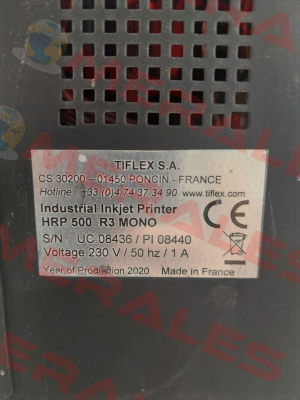 TIFLEX S.A.
CS 30200 – 01450 PONCIN - FRANCE
Hotline +33(0)4 74 37 34 90 www.tiflex.com
Industrial Inkjet Printer
HRP 500 R3 MONO
S/N UC 08436 / PI 08440
Voltage 230 V / 50 hz / 1 A
Year of Production 2020 Made in France
CE
MERALES